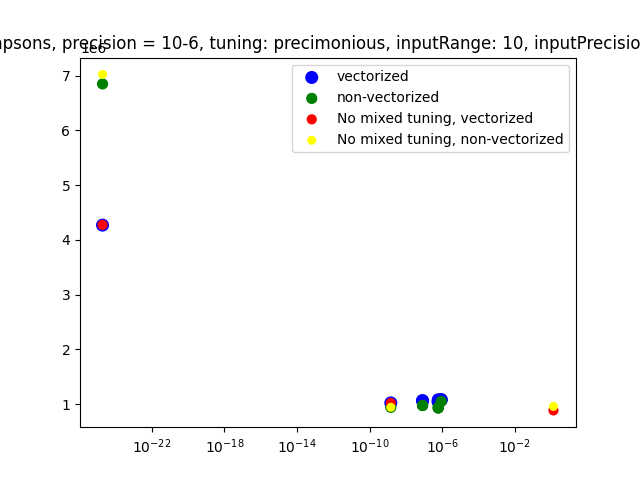 precision = 10-6, tuning: precimonious, inputRange: 10,
1e6
7
6
5
4
3
2
1
10⁻²²
10⁻¹⁸
10⁻¹⁴
10⁻¹⁰
10⁻⁶
10⁻²
vectorized
non-vectorized
No mixed tuning, vectorized
No mixed tuning, non-vectorized